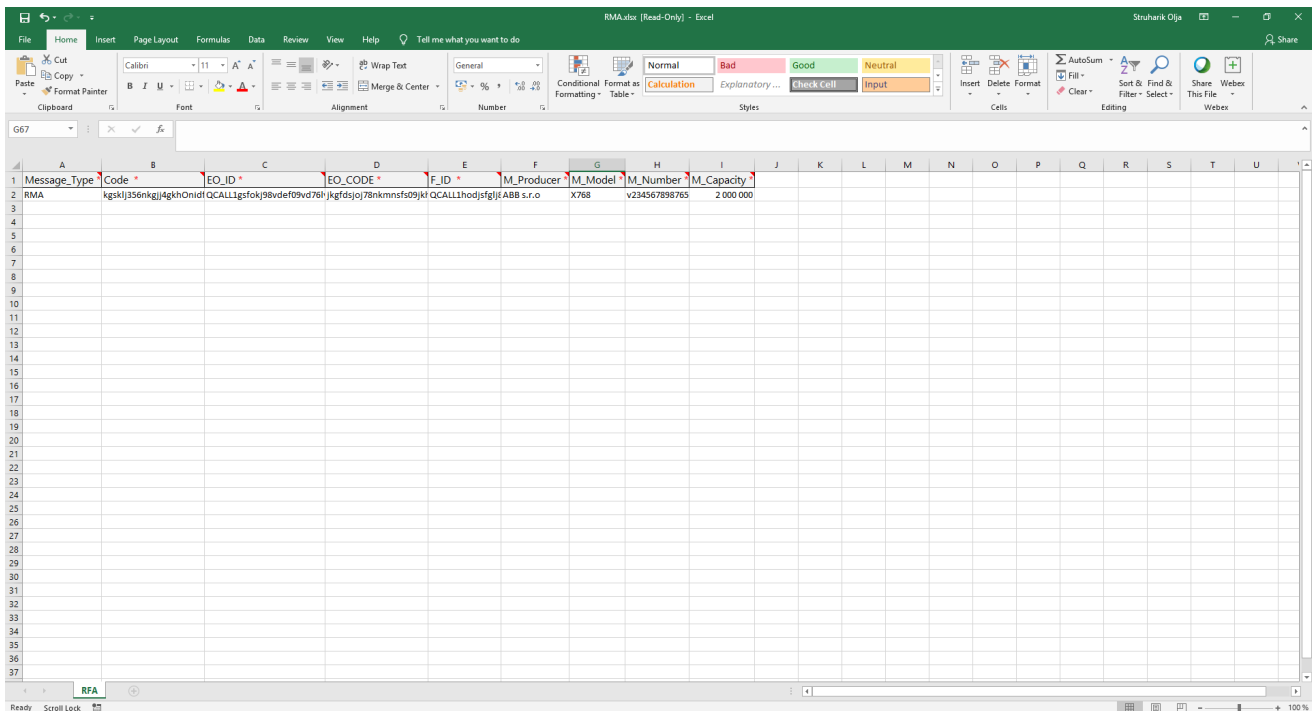 RMA.xlsx [Read-Only] - Excel
Struharik Olja
File Home Insert Page Layout Formulas Data Review View Help Tell me what you want to do
Share
Paste
Cut
Copy
Format Painter
Clipboard
Calibri 11
B I U
Font
Wrap Text
Merge & Center
Alignment
General
Number
Conditional Formatting
Format as Table
Normal Bad Good Neutral
Calculation Explanatory ... Check Cell Input
Styles
Insert Delete Format
Cells
AutoSum
Fill
Clear
Sort & Filter
Find & Select
Editing
Share This File
Webex
Webex
G67
fx
A B C D E F G H I J K L M N O P Q R S T U
1 Message_Type * Code * EO_ID * EO_CODE * F_ID * M_Producer * M_Model * M_Number * M_Capacity *
2 RMA ABB s.r.o X768 v234567898765 2 000 000
3
4
5
6
7
8
9
10
11
12
13
14
15
16
17
18
19
20
21
22
23
24
25
26
27
28
29
30
31
32
33
34
35
36
37
RFA
Ready Scroll Lock
100 %